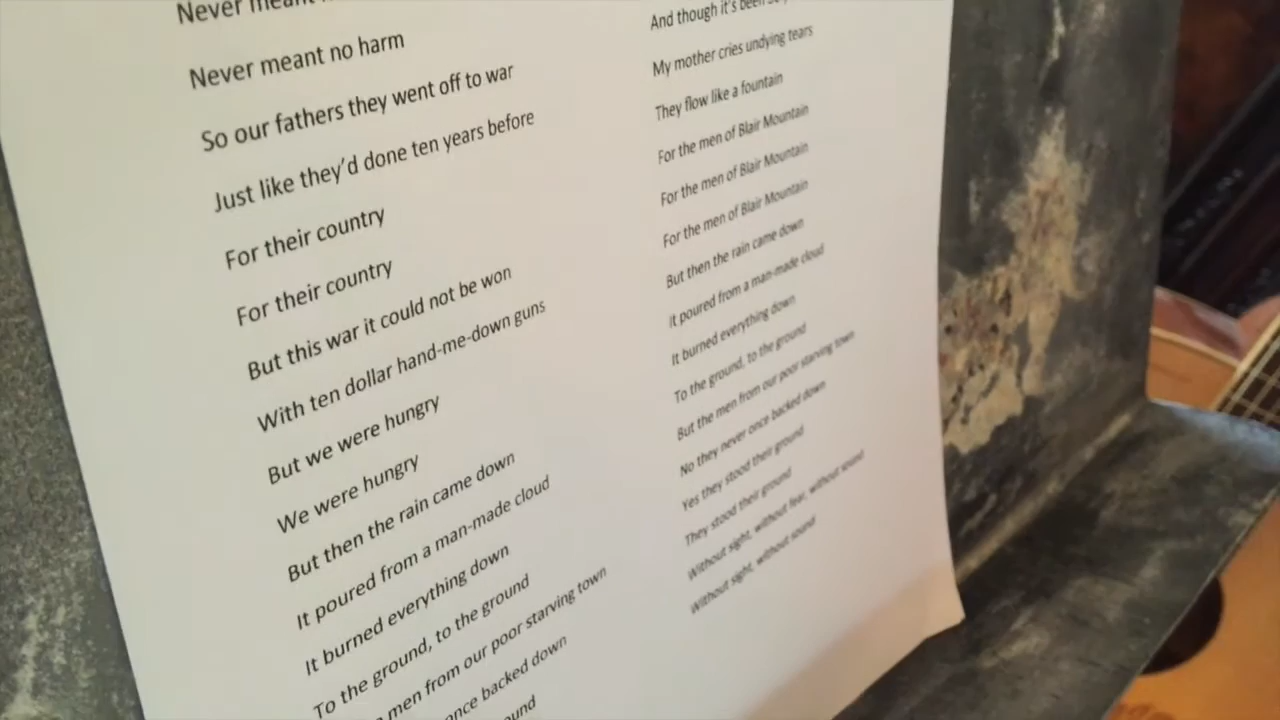 Never meant
Never meant no harm
So our fathers they went off to war
Just like they'd done ten years before
For their country
For their country
But this war it could not be won
With ten dollar hand-me-down guns
But we were hungry
We were hungry
But then the rain came down
It poured from a man-made cloud
It burned everything down
To the ground, to the ground
men from our poor starving town
once backed down
And though it's been
My mother cries undying tears
They flow like a fountain
For the men of Blair Mountain
For the men of Blair Mountain
For the men of Blair Mountain
But then the rain came down
It poured from a man-made cloud
It burned everything down
To the ground, to the ground
But the men from our poor starving town
No they never once backed down
Yes they stood their ground
They stood their ground
Without sight, without fear, without sound
Without sight, without sound